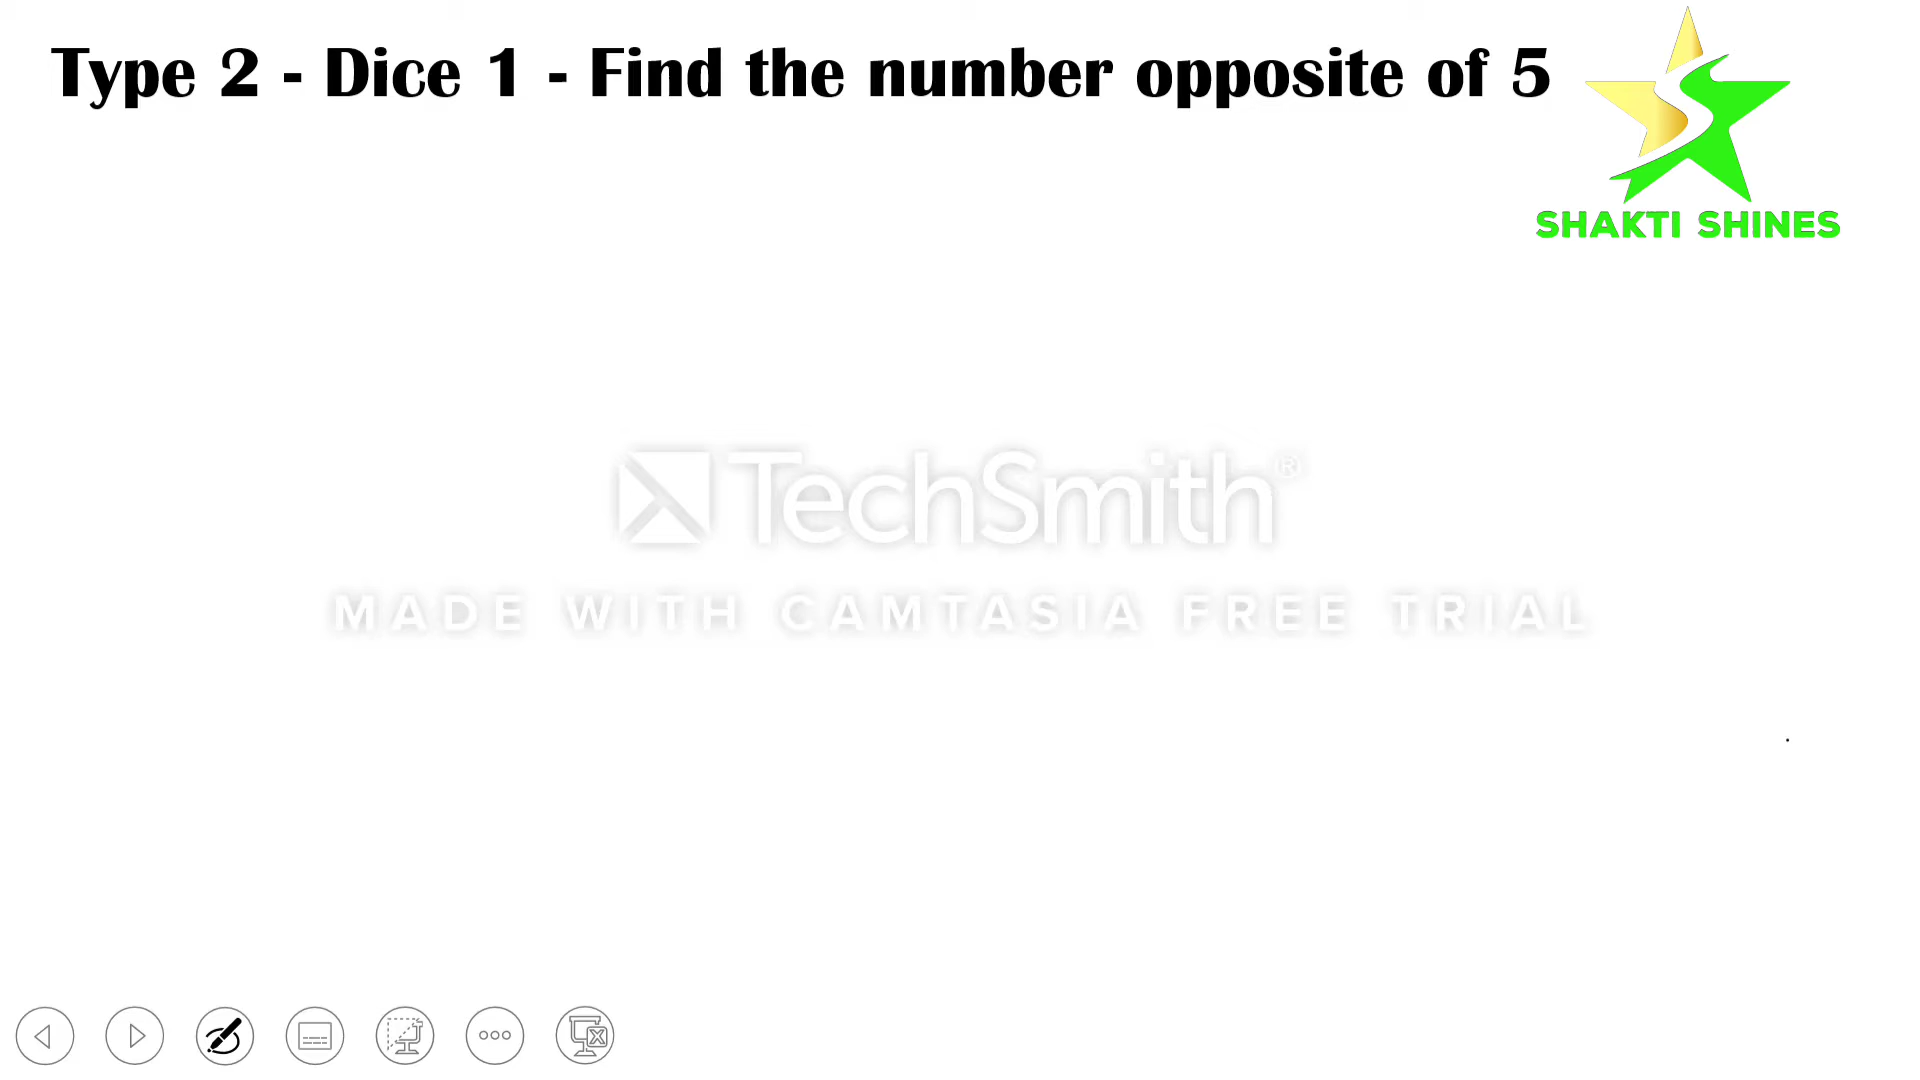 Type 2 - Dice 1 - Find the number opposite of 5
SHAKTI SHINES
TechSmith®
MADE WITH CAMTASIA FREE TRIAL